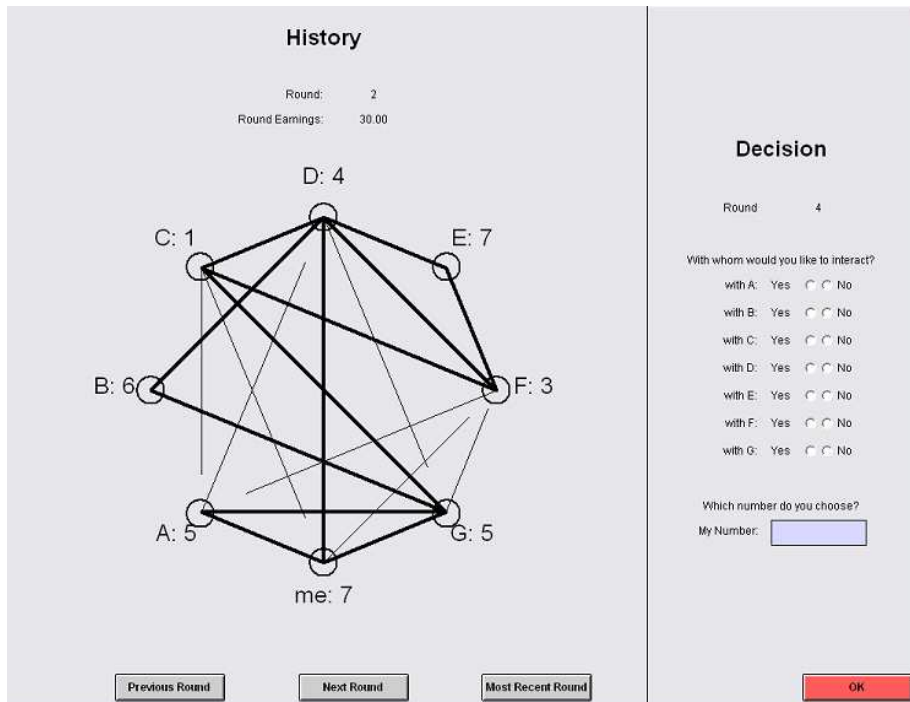 History
Round: 2
Round Earnings: 30.00
D: 4
C: 1
E: 7
B: 6
F: 3
A: 5
G: 5
me: 7
Previous Round
Next Round
Most Recent Round
Decision
Round 4
With whom would you like to interact?
with A: Yes No
with B: Yes No
with C: Yes No
with D: Yes No
with E: Yes No
with F: Yes No
with G: Yes No
Which number do you choose?
My Number:
OK